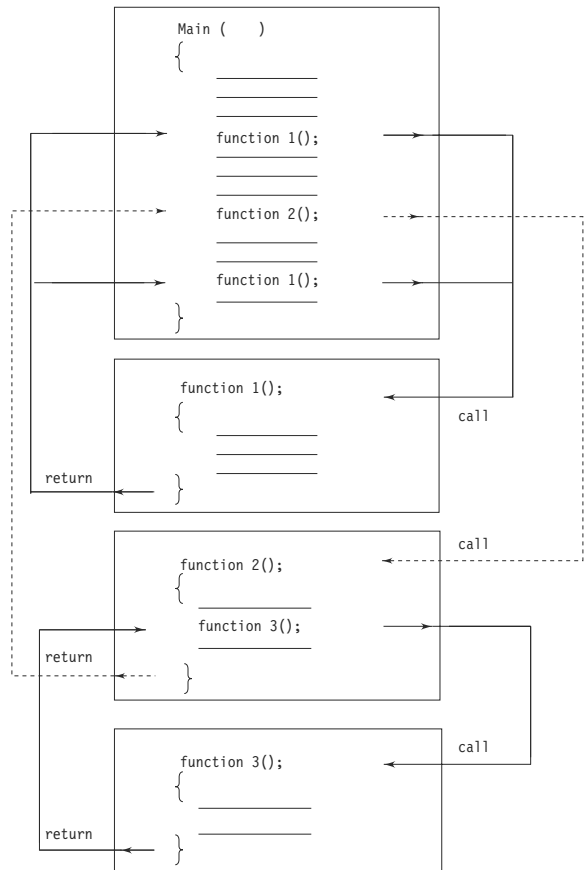 Main (    )
{
function 1();
function 2();
function 1();
}
function 1();
call
{
return
}
call
function 2();
{
function 3();
return
}
call
function 3();
{
return
}